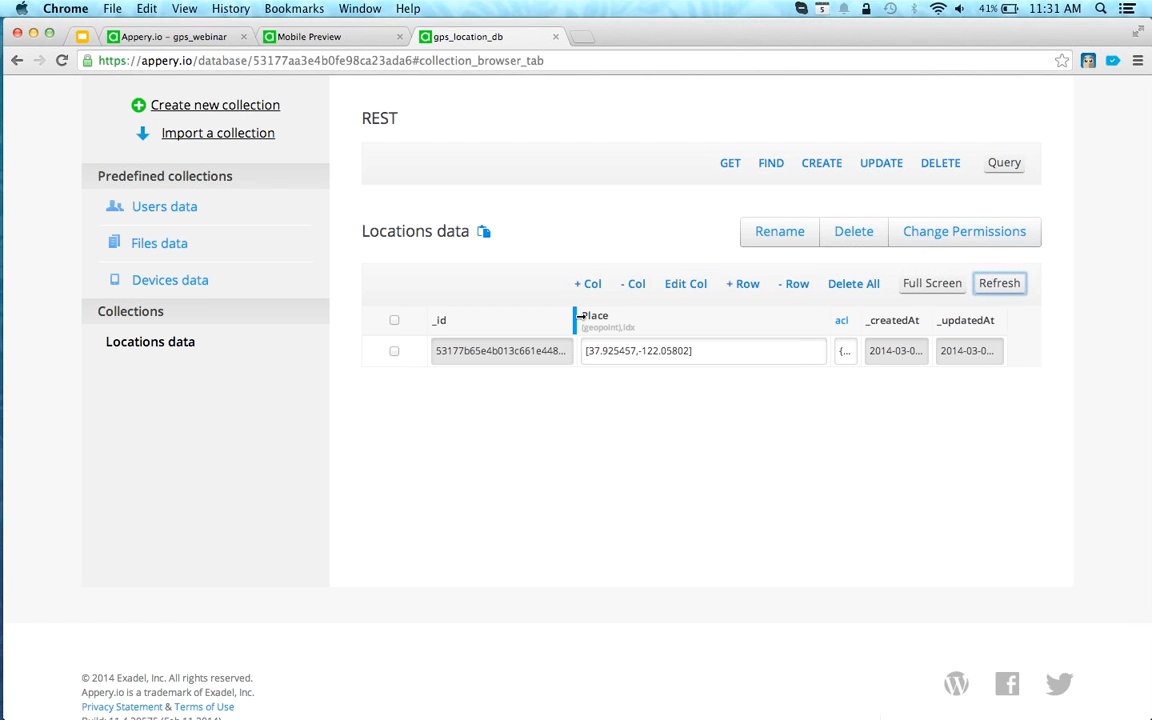 Chrome File Edit View History Bookmarks Window Help 5 41% 11:31 AM
Appery.io - gps_webinar × Mobile Preview × gps_location_db ×
https://appery.io/database/53177aa3e4b0fe98ca23ada6#collection_browser_tab
Create new collection
Import a collection
Predefined collections
Users data
Files data
Devices data
Collections
Locations data
REST
GET FIND CREATE UPDATE DELETE Query
Locations data Rename Delete Change Permissions
+ Col - Col Edit Col + Row - Row Delete All Full Screen Refresh
_id Place acl _createdAt _updatedAt
(geopoint),Idx
53177b65e4b013c661e448... [37.925457,-122.05802] {... 2014-03-0... 2014-03-0...
© 2014 Exadel, Inc. All rights reserved.
Appery.io is a trademark of Exadel, Inc.
Privacy Statement & Terms of Use